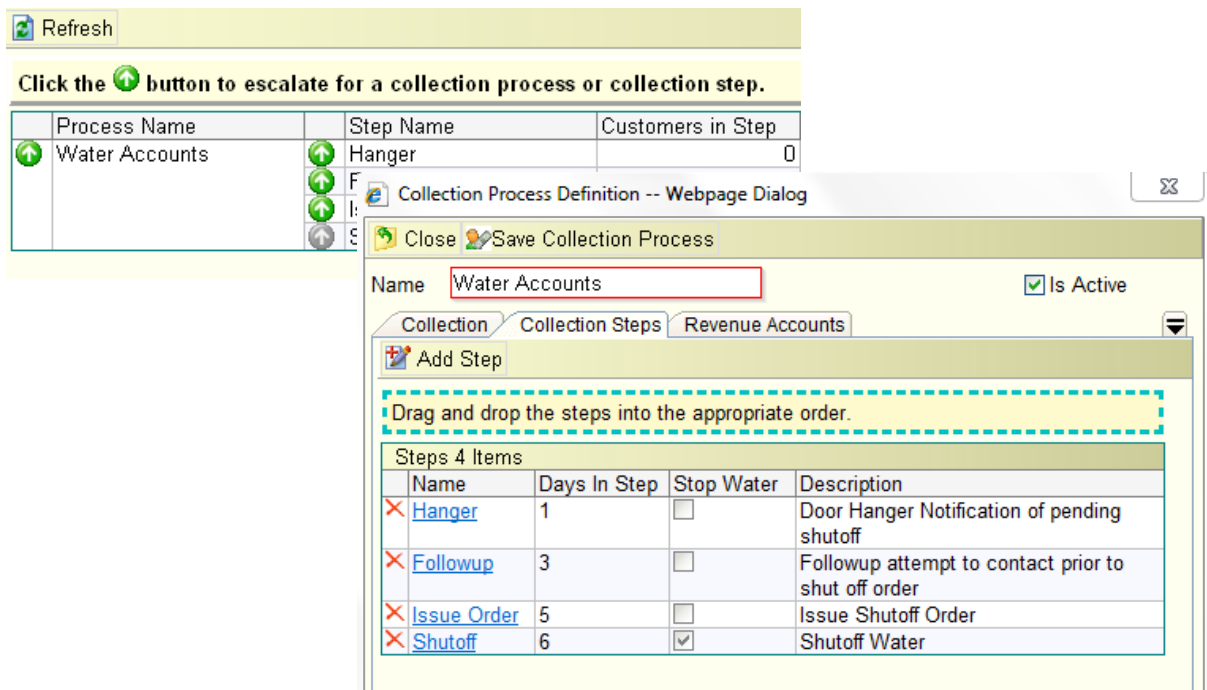 Refresh
Click the button to escalate for a collection process or collection step.
Process Name Step Name Customers in Step
Water Accounts Hanger 0
Collection Process Definition -- Webpage Dialog
Close Save Collection Process
Name Water Accounts Is Active
Collection Collection Steps Revenue Accounts
Add Step
Drag and drop the steps into the appropriate order.
Steps 4 Items
Name Days In Step Stop Water Description
Hanger 1 Door Hanger Notification of pending
shutoff
Followup 3 Followup attempt to contact prior to
shut off order
Issue Order 5 Issue Shutoff Order
Shutoff 6 Shutoff Water